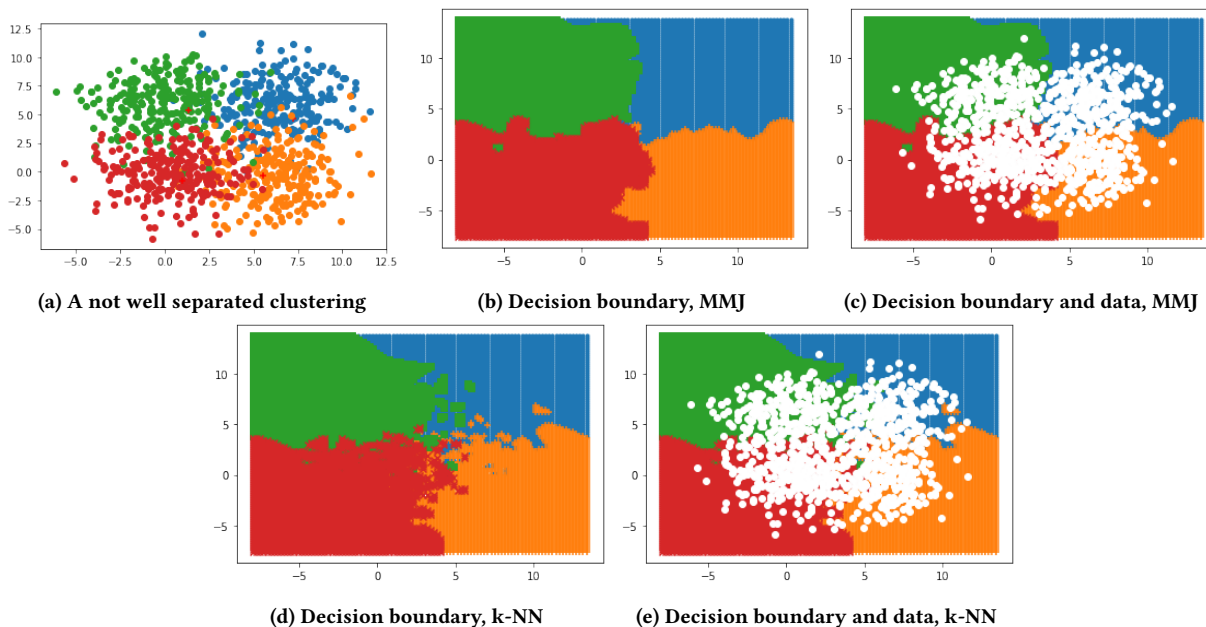 12.5
10.0
7.5
5.0
2.5
0.0
−2.5
−5.0
−5.0 −2.5 0.0 2.5 5.0 7.5 10.0 12.5
(a) A not well separated clustering
10
5
0
−5
−5 0 5 10
(b) Decision boundary, MMJ
10
5
0
−5
−5 0 5 10
(c) Decision boundary and data, MMJ
10
5
0
−5
−5 0 5 10
(d) Decision boundary, k-NN
10
5
0
−5
−5 0 5 10
(e) Decision boundary and data, k-NN